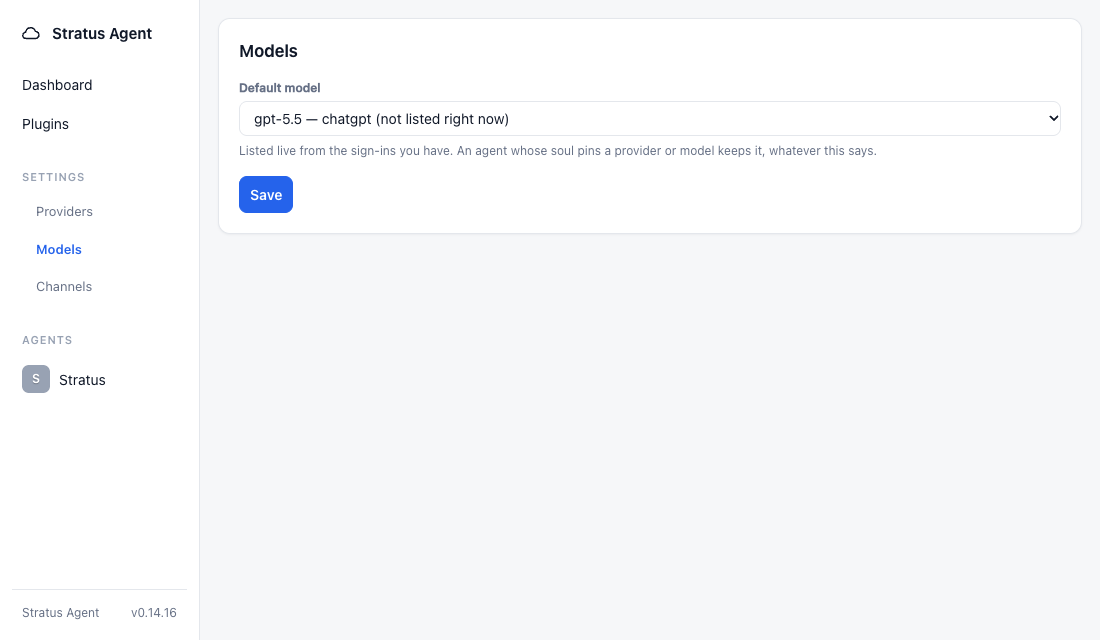 Stratus Agent
Dashboard
Plugins
SETTINGS
Providers
Models
Channels
AGENTS
S
Stratus
Stratus Agent
v0.14.16
Models
Default model
gpt-5.5 — chatgpt (not listed right now)
Listed live from the sign-ins you have. An agent whose soul pins a provider or model keeps it, whatever this says.
Save